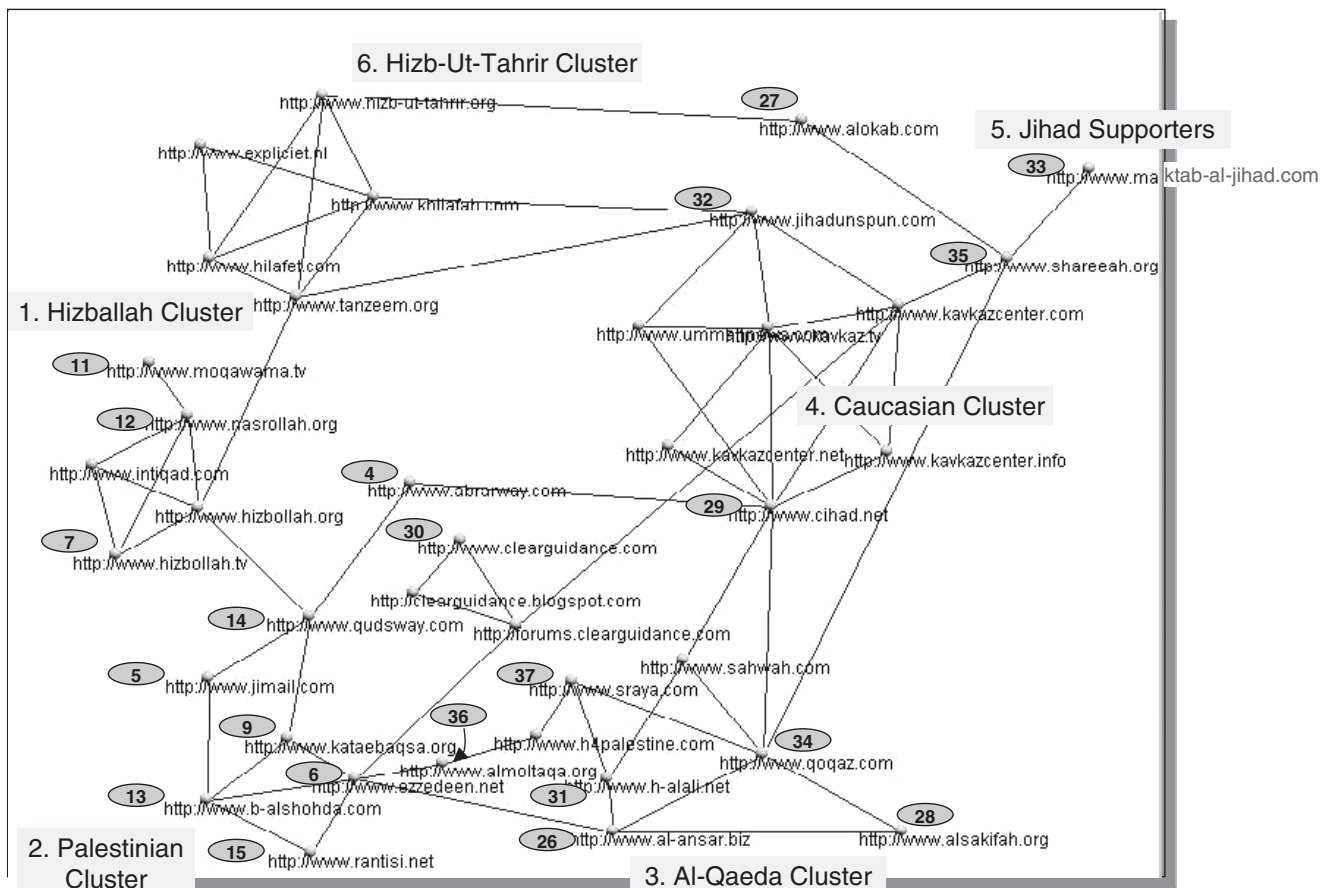 6. Hizb-Ut-Tahrir Cluster
http://www.hizb-ut-tahrir.org
27
http://www.alokab.com
5. Jihad Supporters
http://www.expliciet.nl
33
http://www.maktab-al-jihad.com
http://www.khilafah.com
32
http://www.jihadunspun.com
http://www.hilafet.com
35
http://www.shareeah.org
http://www.tanzeem.org
1. Hizballah Cluster
http://www.kavkazcenter.com
http://www.kavkaz.tv
11
http://www.moqawama.tv
4. Caucasian Cluster
12
http://www.nasrollah.org
http://www.kavkazcenter.net
http://www.kavkazcenter.info
http://www.intiqad.com
4
http://www.abrarway.com
http://www.hizbollah.org
29
http://www.cihad.net
30
http://www.clearguidance.com
7
http://www.hizbollah.tv
http://clearguidance.blogspot.com
14
http://www.qudsway.com
http://forums.clearguidance.com
http://www.sahwah.com
5
http://www.jimail.com
37
http://www.sraya.com
36
9
http://www.kataebaqsa.org
http://www.h4palestine.com
34
http://www.qoqaz.com
http://www.almoltaqa.org
6
http://www.ezzedeen.net
31
http://www.h-alali.net
13
http://www.b-alshohda.com
26
http://www.al-ansar.biz
28
http://www.alsakifah.org
15
http://www.rantisi.net
2. Palestinian
Cluster
3. Al-Qaeda Cluster